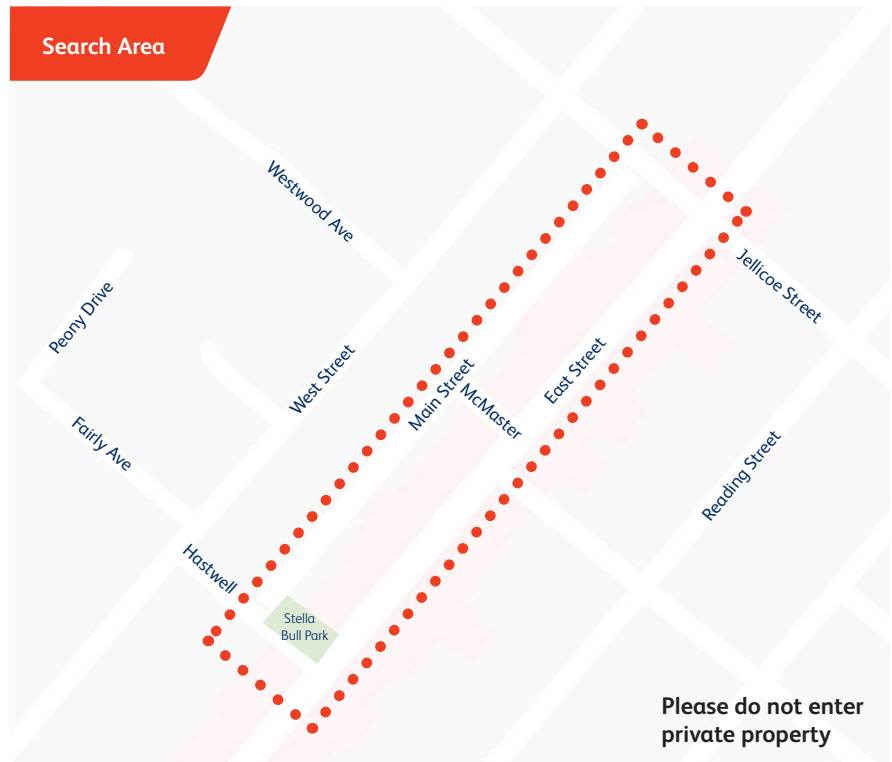 Search Area
Westwood Ave
Peony Drive
Jellicoe Street
West Street
Main Street
East Street
McMaster
Fairly Ave
Reading Street
Hastwell
Stella
Bull Park
Please do not enter
private property